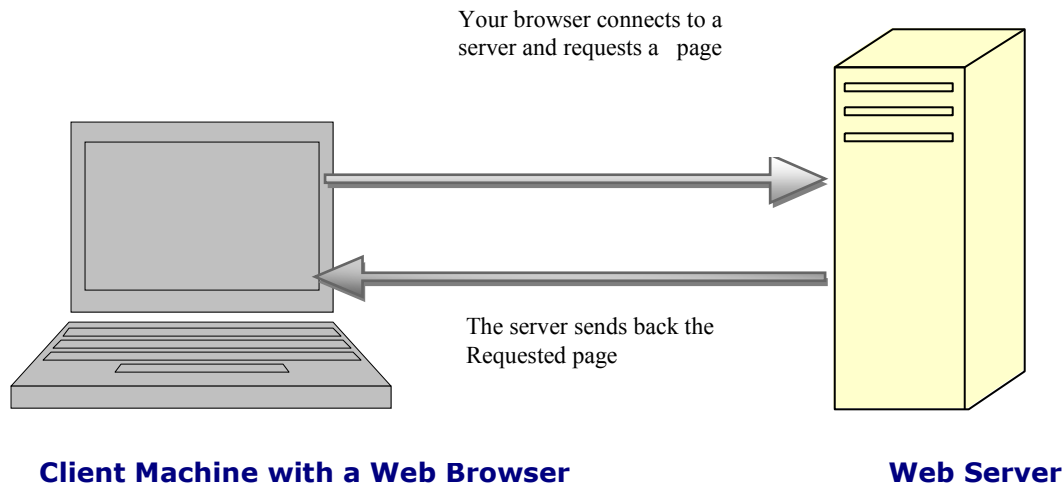 Your browser connects to a
server and requests a page
The server sends back the
Requested page
Client Machine with a Web Browser
Web Server